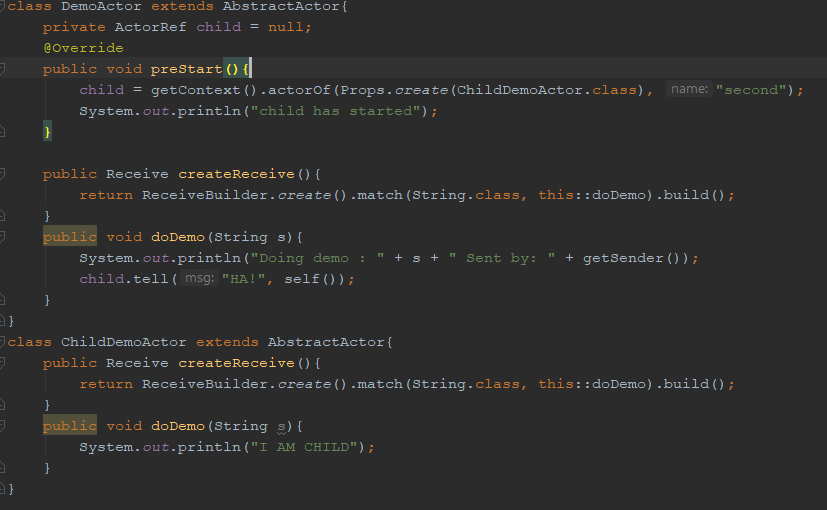 class DemoActor extends AbstractActor{
    private ActorRef child = null;
    @Override
    public void preStart(){
        child = getContext().actorOf(Props.create(ChildDemoActor.class), name: "second");
        System.out.println("child has started");
    }
    public Receive createReceive(){
        return ReceiveBuilder.create().match(String.class, this::doDemo).build();
    }
    public void doDemo(String s){
        System.out.println("Doing demo : " + s + " Sent by: " + getSender());
        child.tell( msg: "HA!", self());
    }
}
class ChildDemoActor extends AbstractActor{
    public Receive createReceive(){
        return ReceiveBuilder.create().match(String.class, this::doDemo).build();
    }
    public void doDemo(String s){
        System.out.println("I AM CHILD");
    }
}